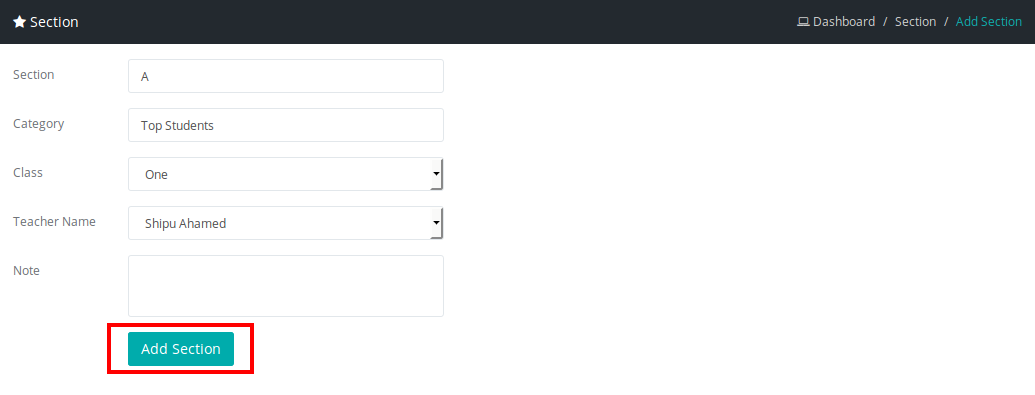 Section
Dashboard / Section / Add Section
Section A
Category Top Students
Class One
Teacher Name Shipu Ahamed
Note
Add Section